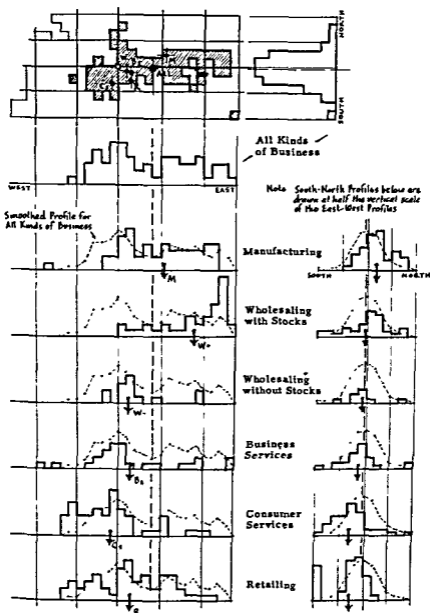 NORTH
SOUTH
All Kinds
of Business
WEST
EAST
Note South-North Profiles below are
drawn at half the vertical scale
of the East-West Profiles
Smoothed Profile for
All Kinds of Business
Manufacturing
SOUTH
NORTH
M
Wholesaling
with Stocks
W+
Wholesaling
without Stocks
W-
Business
Services
Bs
Consumer
Services
Cs
Retailing